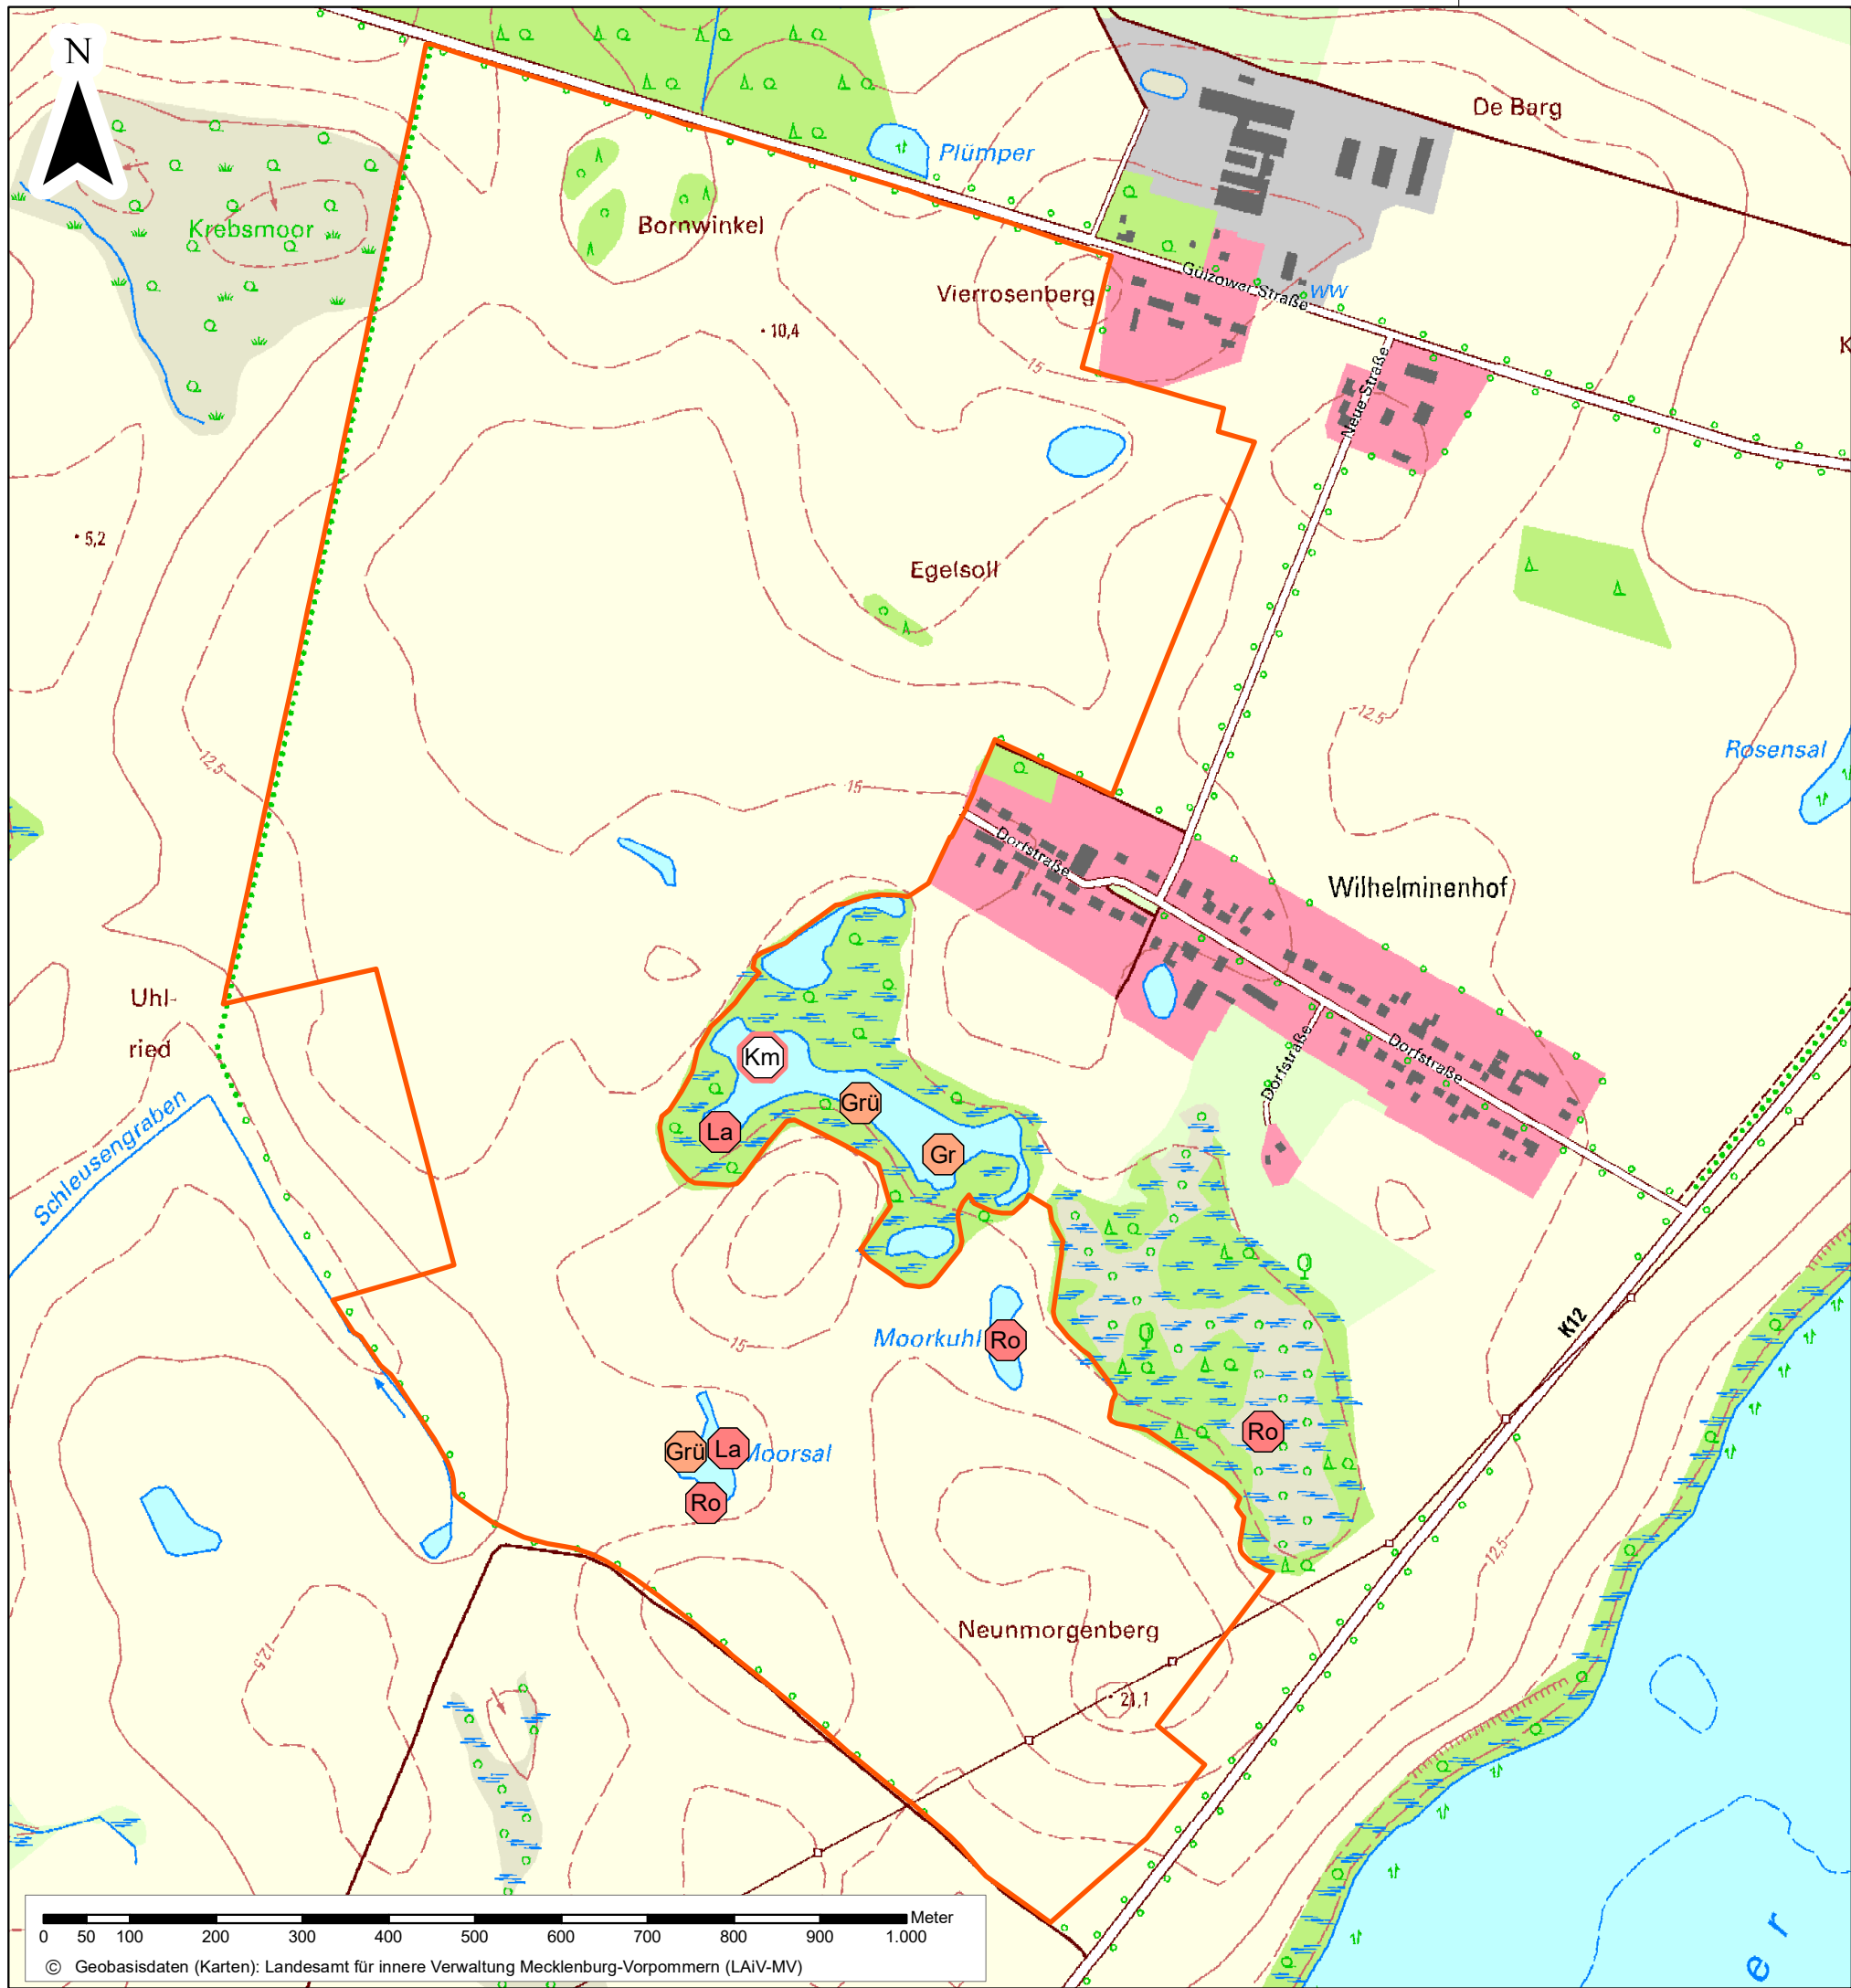 N
De Barg
Plümper
Bornwinkel
Krebsmoor
Gülzower Straße
WW
Vierrosenberg
10,4
K
15
Neue Straße
5,2
Egelsoll
12,5
Rosensal
12,5
15
Dorfstraße
Wilhelminenhof
Uhl-
ried
Km
Dorfstraße
Dorfstraße
Grü
La
Gr
Schleusengraben
K12
Moorkuhl
Ro
15
Ro
Grü
La
Moorsal
Ro
12,5
Neunmorgenberg
12,5
21,1
Meter
0 50 100 200 300 400 500 600 700 800 900 1.000
© Geobasisdaten (Karten): Landesamt für innere Verwaltung Mecklenburg-Vorpommern (LAiV-MV)
e r